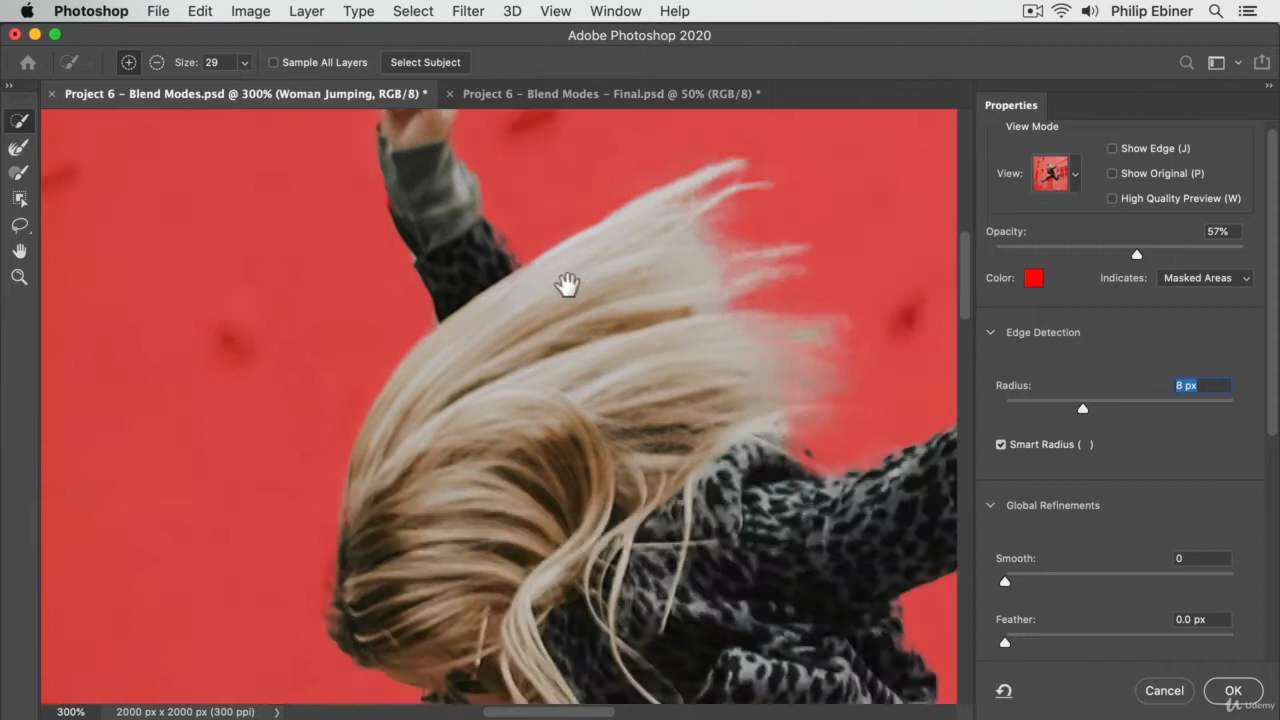 Photoshop File Edit Image Layer Type Select Filter 3D View Window Help Philip Ebiner
Adobe Photoshop 2020
Size: 29 Sample All Layers Select Subject
Project 6 – Blend Modes.psd @ 300% (Woman Jumping, RGB/8) * Project 6 – Blend Modes – Final.psd @ 50% (RGB/8) *
Properties
View Mode
Show Edge (J)
View: Show Original (P)
High Quality Preview (W)
Opacity: 57%
Color: Indicates: Masked Areas
Edge Detection
Radius: 8 px
Smart Radius ( )
Global Refinements
Smooth: 0
Feather: 0.0 px
Cancel OK
Udemy
300% 2000 px x 2000 px (300 ppi)